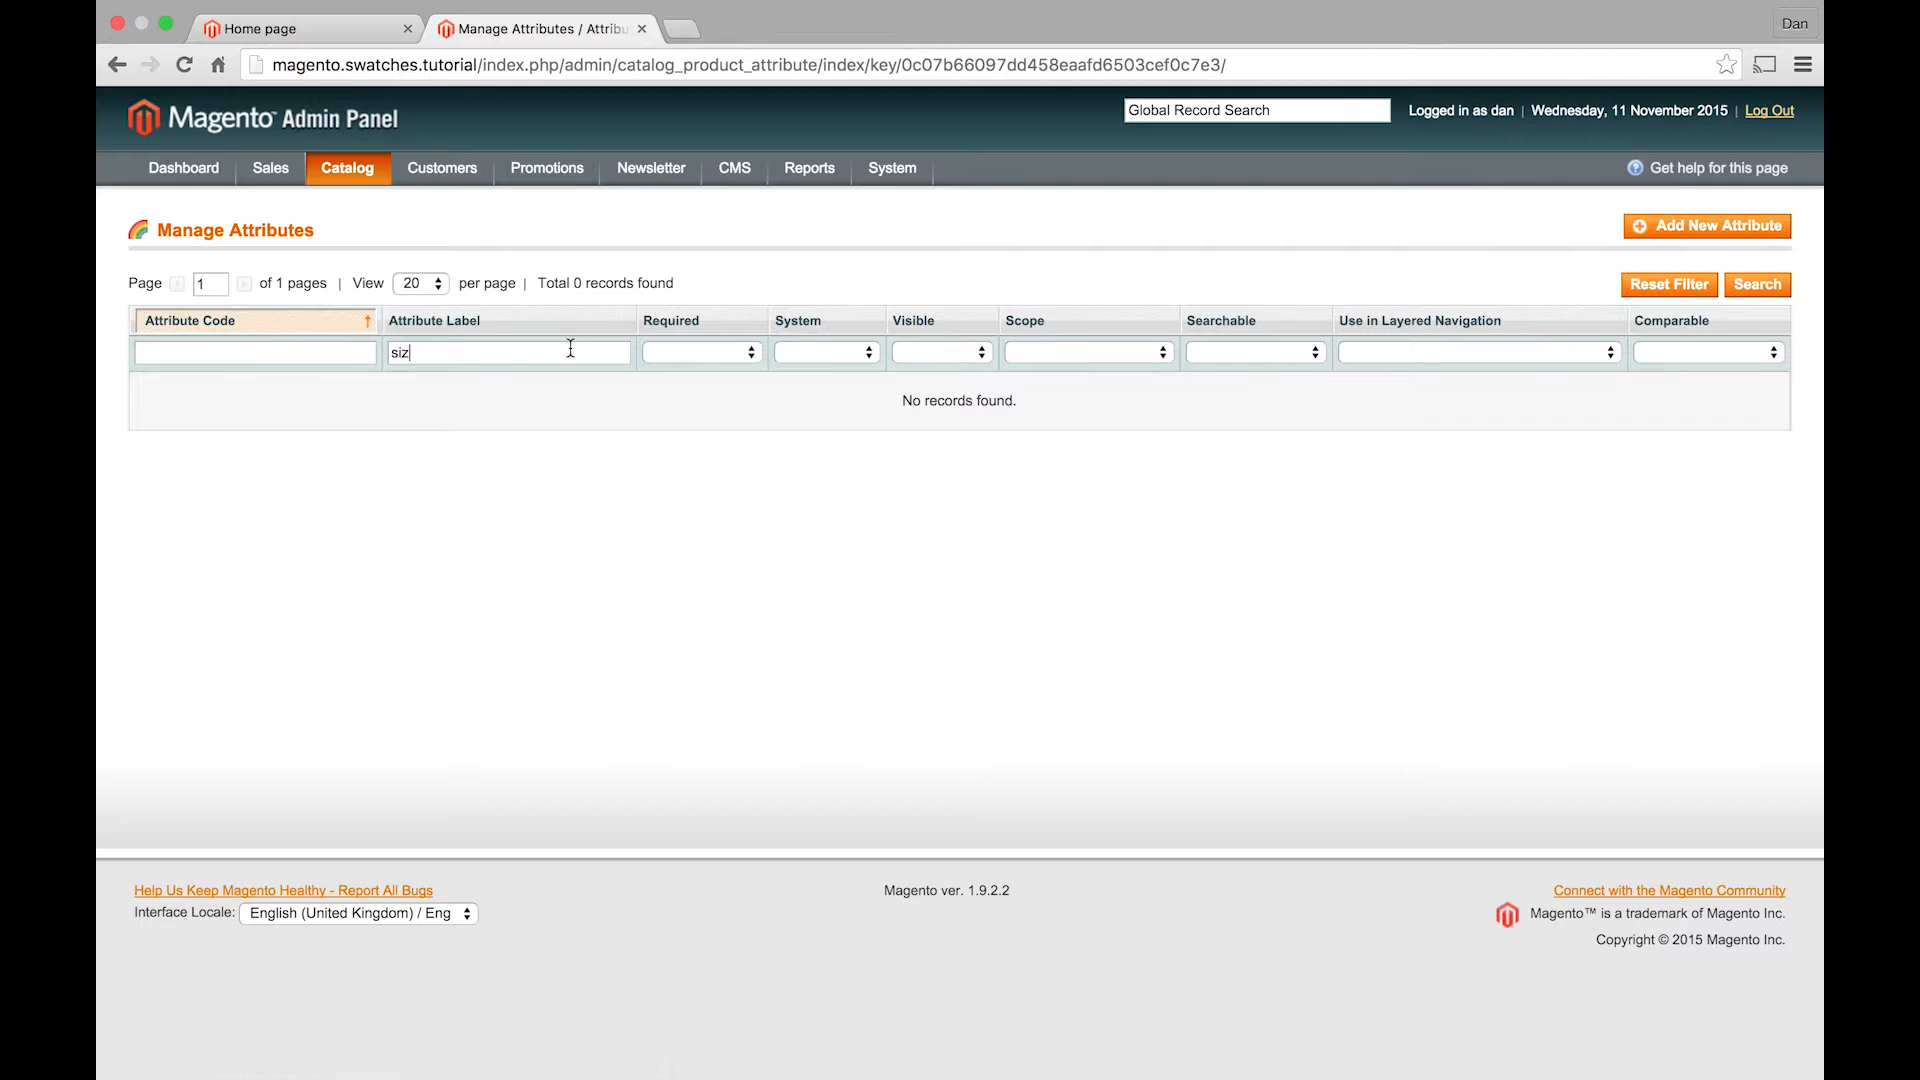 Home page
Manage Attributes / Attribu
Dan
magento.swatches.tutorial/index.php/admin/catalog_product_attribute/index/key/0c07b66097dd458eaafd6503cef0c7e3/
Magento Admin Panel
Global Record Search
Logged in as dan | Wednesday, 11 November 2015 | Log Out
Dashboard Sales Catalog Customers Promotions Newsletter CMS Reports System
Get help for this page
Manage Attributes
Add New Attribute
Page 1 of 1 pages | View 20 per page | Total 0 records found
Reset Filter Search
Attribute Code Attribute Label Required System Visible Scope Searchable Use in Layered Navigation Comparable
siz
No records found.
Help Us Keep Magento Healthy - Report All Bugs
Interface Locale: English (United Kingdom) / Eng
Magento ver. 1.9.2.2
Connect with the Magento Community
Magento™ is a trademark of Magento Inc.
Copyright © 2015 Magento Inc.